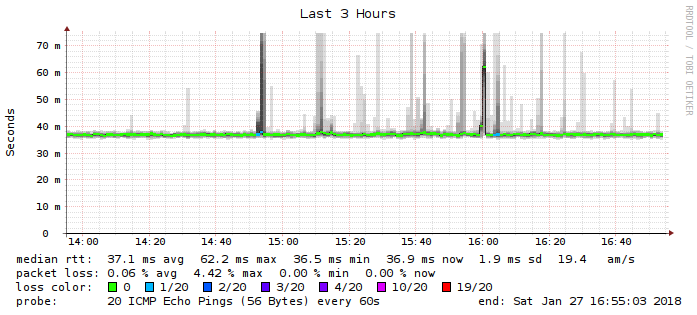 Last 3 Hours
RRDTOOL / TOBI OETIKER
Seconds
70 m
60 m
50 m
40 m
30 m
20 m
10 m
0
14:00 14:20 14:40 15:00 15:20 15:40 16:00 16:20 16:40
median rtt: 37.1 ms avg 62.2 ms max 36.5 ms min 36.9 ms now 1.9 ms sd 19.4 am/s
packet loss: 0.06 % avg 4.42 % max 0.00 % min 0.00 % now
loss color: 0 1/20 2/20 3/20 4/20 10/20 19/20
probe: 20 ICMP Echo Pings (56 Bytes) every 60s end: Sat Jan 27 16:55:03 2018